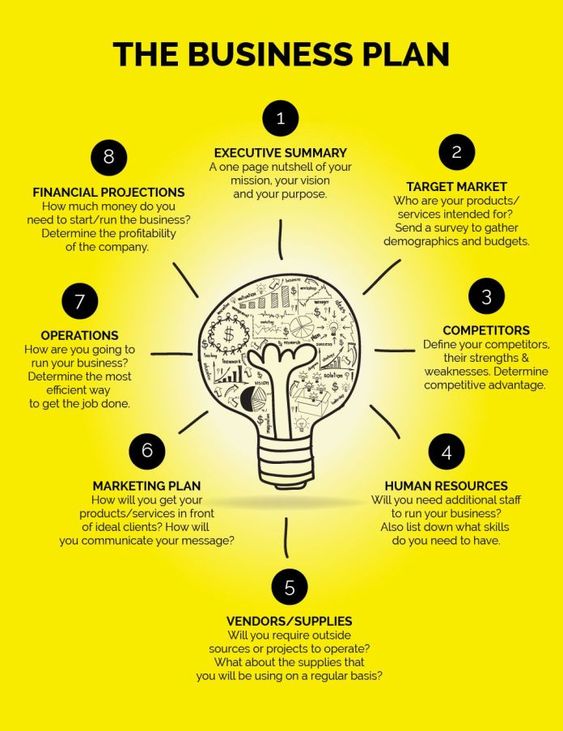 THE BUSINESS PLAN
1
EXECUTIVE SUMMARY
A one page nutshell of your
mission, your vision
and your purpose.
2
TARGET MARKET
Who are your products/
services intended for?
Send a survey to gather
demographics and budgets.
3
COMPETITORS
Define your competitors,
their strengths &
weaknesses. Determine
competitive advantage.
4
HUMAN RESOURCES
Will you need additional staff
to run your business?
Also list down what skills
do you need to have.
5
VENDORS/SUPPLIES
Will you require outside
sources or projects to operate?
What about the supplies that
you will be using on a regular basis?
6
MARKETING PLAN
How will you get your
products/services in front
of ideal clients? How will
you communicate your message?
7
OPERATIONS
How are you going to
run your business?
Determine the most
efficient way
to get the job done.
8
FINANCIAL PROJECTIONS
How much money do you
need to start/run the business?
Determine the profitability
of the company.
solution